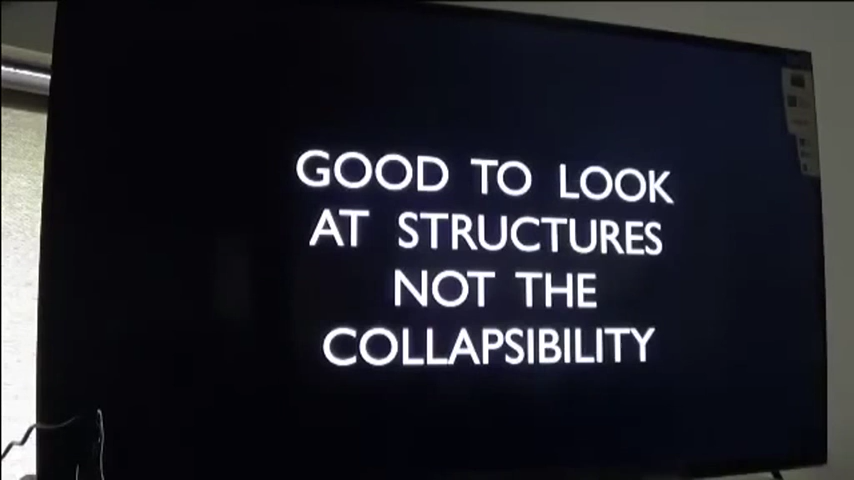 GOOD TO LOOK
AT STRUCTURES
NOT THE
COLLAPSIBILITY